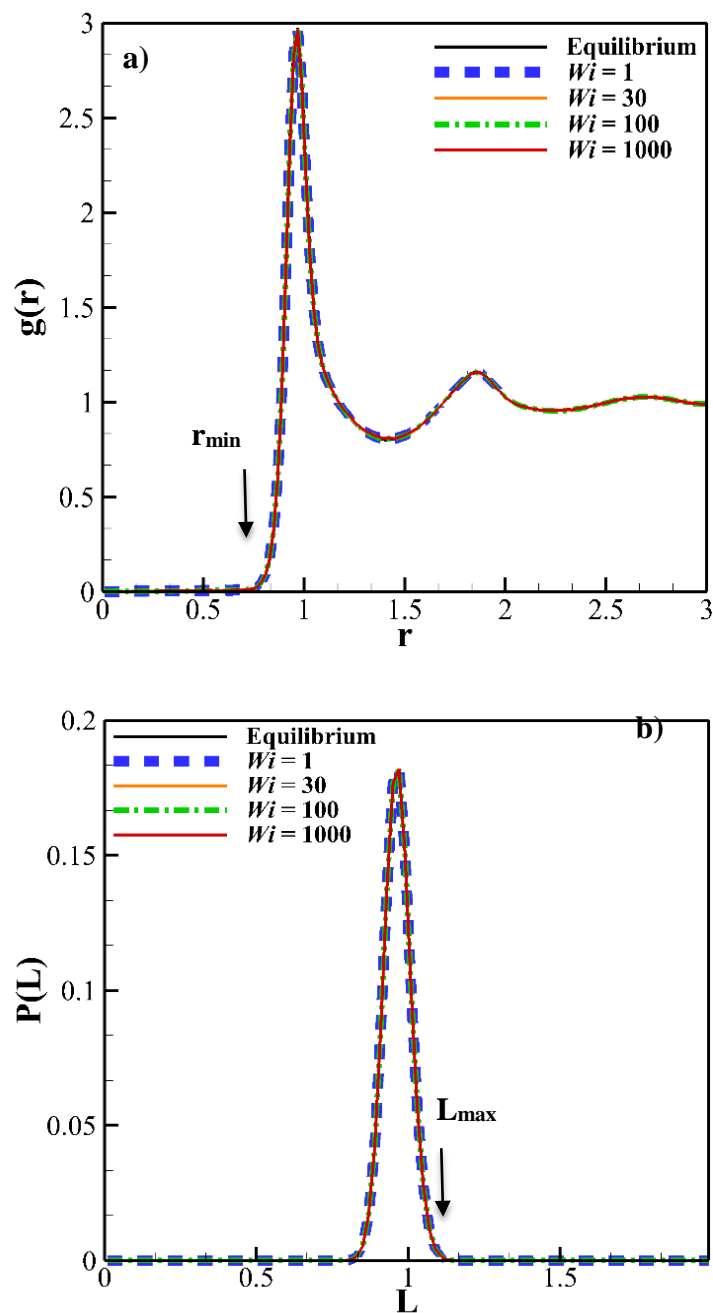 a)
Equilibrium
Wi = 1
Wi = 30
Wi = 100
Wi = 1000
3
2.5
2
1.5
1
0.5
0
g(r)
rmin
0 0.5 1 1.5 2 2.5 3
r
b)
Equilibrium
Wi = 1
Wi = 30
Wi = 100
Wi = 1000
0.2
0.15
0.1
0.05
0
P(L)
Lmax
0 0.5 1 1.5
L